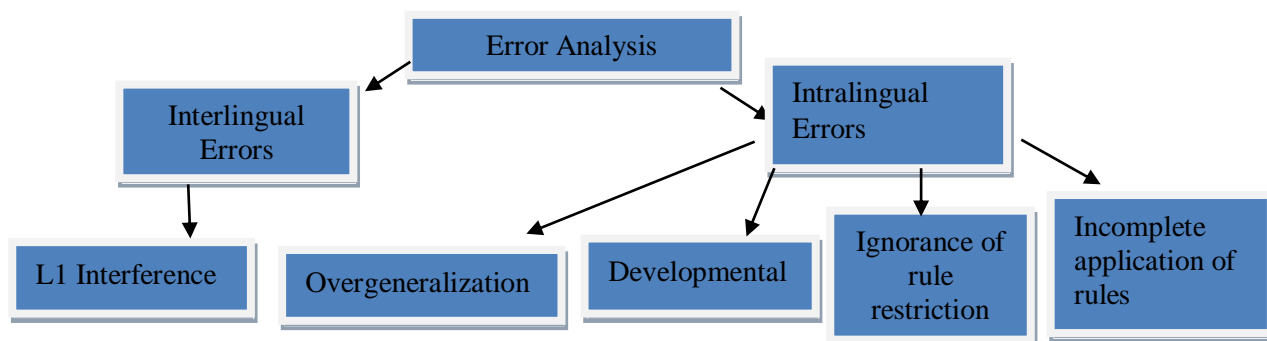 Error Analysis
Interlingual
Errors
Intralingual
Errors
L1 Interference
Overgeneralization
Developmental
Ignorance of
rule
restriction
Incomplete
application of
rules